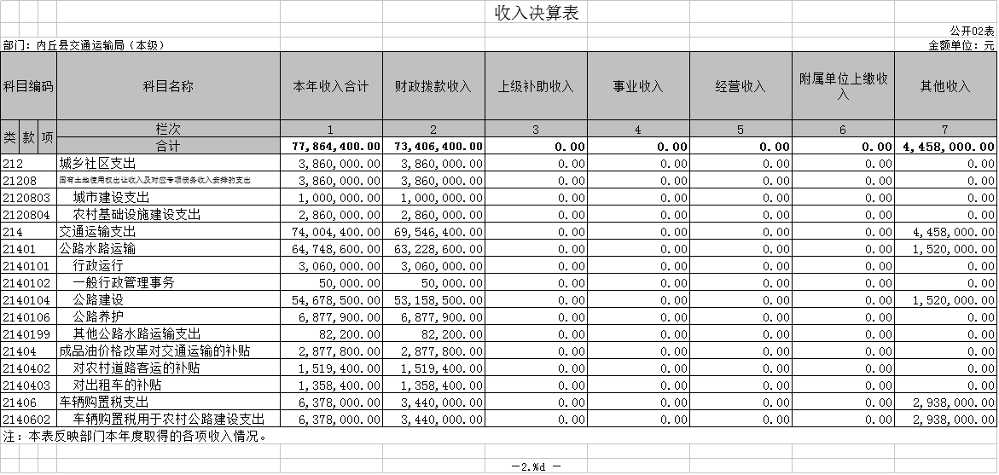 收入决算表
公开02表
部门：内丘县交通运输局（本级） 金额单位：元
科目编码 科目名称 本年收入合计 财政拨款收入 上级补助收入 事业收入 经营收入 附属单位上缴收入 其他收入
类 款 项 栏次 1 2 3 4 5 6 7
合计 77,864,400.00 73,406,400.00 0.00 0.00 0.00 0.00 4,458,000.00
212 城乡社区支出 3,860,000.00 3,860,000.00 0.00 0.00 0.00 0.00 0.00
21208 国有土地使用权出让收入及对应专项债务收入安排的支出 3,860,000.00 3,860,000.00 0.00 0.00 0.00 0.00 0.00
2120803 城市建设支出 1,000,000.00 1,000,000.00 0.00 0.00 0.00 0.00 0.00
2120804 农村基础设施建设支出 2,860,000.00 2,860,000.00 0.00 0.00 0.00 0.00 0.00
214 交通运输支出 74,004,400.00 69,546,400.00 0.00 0.00 0.00 0.00 4,458,000.00
21401 公路水路运输 64,748,600.00 63,228,600.00 0.00 0.00 0.00 0.00 1,520,000.00
2140101 行政运行 3,060,000.00 3,060,000.00 0.00 0.00 0.00 0.00 0.00
2140102 一般行政管理事务 50,000.00 50,000.00 0.00 0.00 0.00 0.00 0.00
2140104 公路建设 54,678,500.00 53,158,500.00 0.00 0.00 0.00 0.00 1,520,000.00
2140106 公路养护 6,877,900.00 6,877,900.00 0.00 0.00 0.00 0.00 0.00
2140199 其他公路水路运输支出 82,200.00 82,200.00 0.00 0.00 0.00 0.00 0.00
21404 成品油价格改革对交通运输的补贴 2,877,800.00 2,877,800.00 0.00 0.00 0.00 0.00 0.00
2140402 对农村道路客运的补贴 1,519,400.00 1,519,400.00 0.00 0.00 0.00 0.00 0.00
2140403 对出租车的补贴 1,358,400.00 1,358,400.00 0.00 0.00 0.00 0.00 0.00
21406 车辆购置税支出 6,378,000.00 3,440,000.00 0.00 0.00 0.00 0.00 2,938,000.00
2140602 车辆购置税用于农村公路建设支出 6,378,000.00 3,440,000.00 0.00 0.00 0.00 0.00 2,938,000.00
注：本表反映部门本年度取得的各项收入情况。
－2.%d －